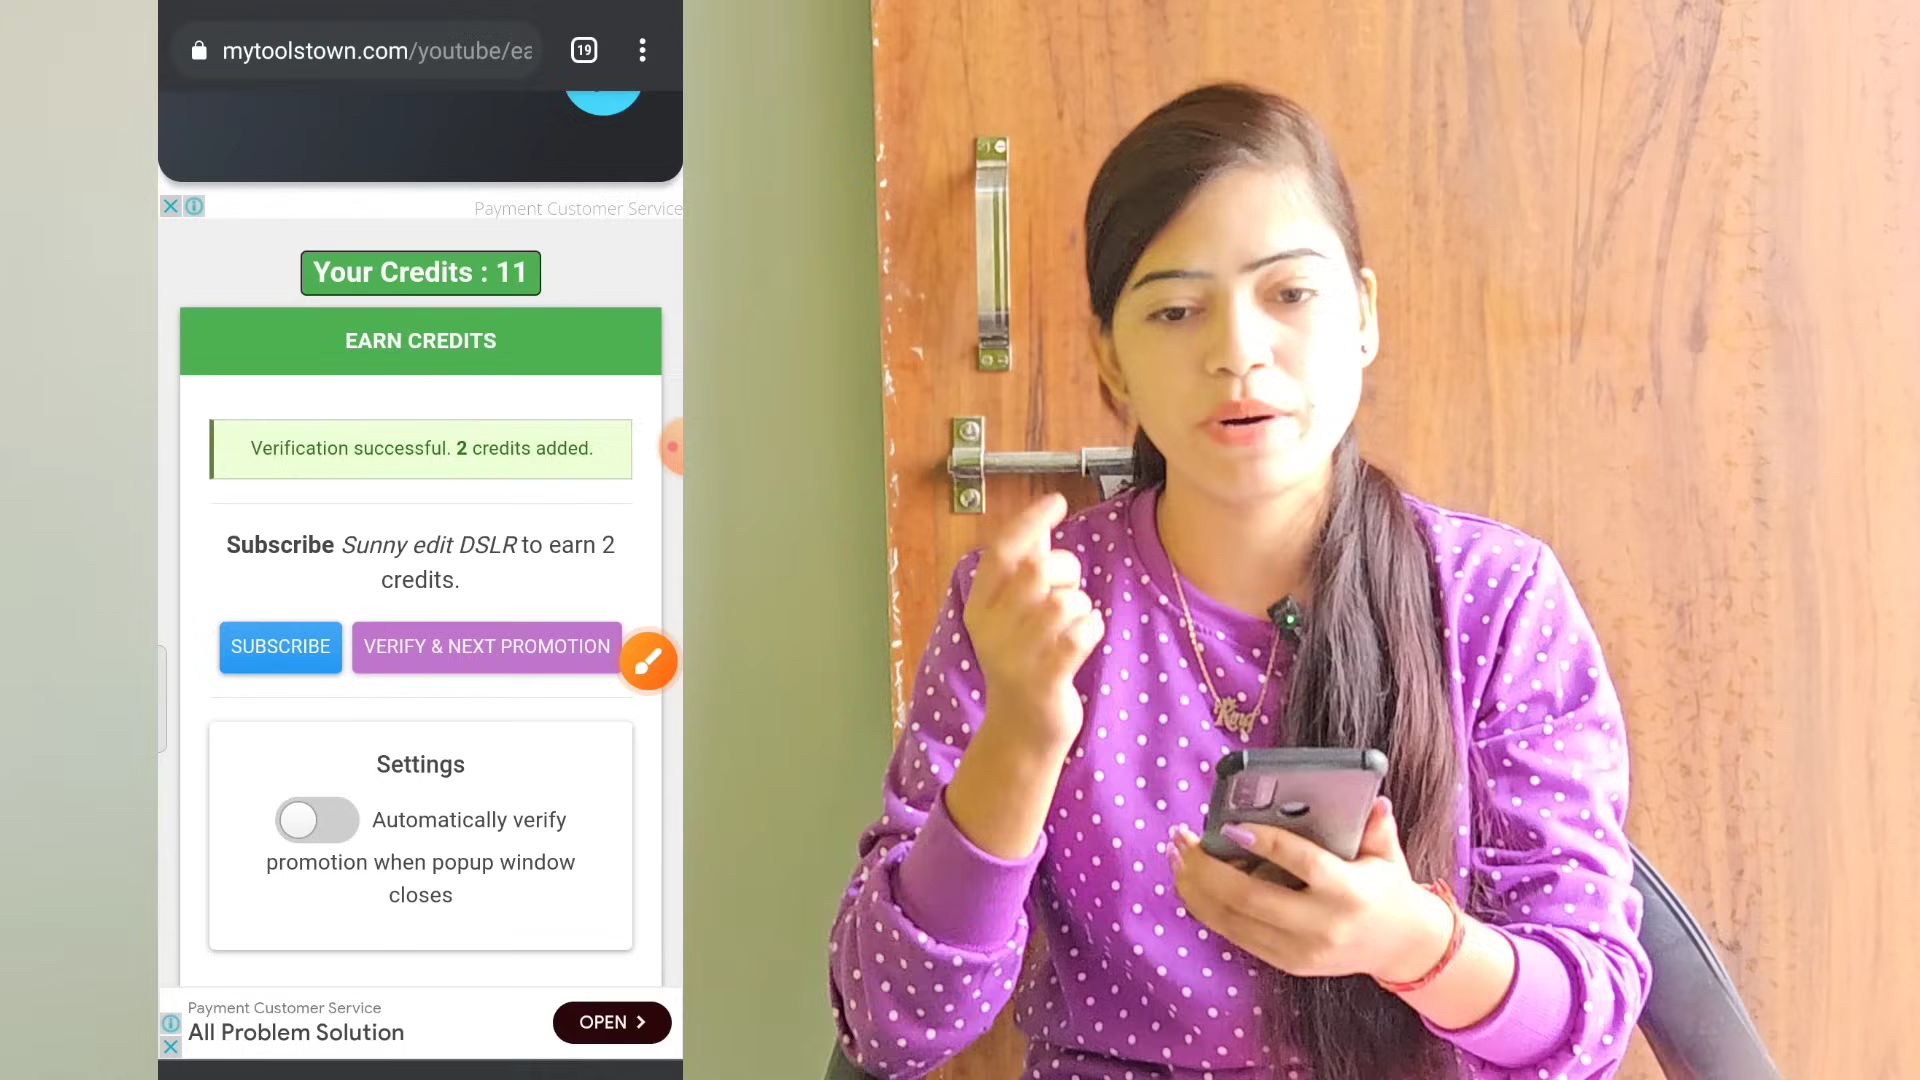 mytoolstown.com/youtube/ea
19
Payment Customer Service
Your Credits : 11
EARN CREDITS
Verification successful. 2 credits added.
Subscribe Sunny edit DSLR to earn 2
credits.
SUBSCRIBE
VERIFY & NEXT PROMOTION
Settings
Automatically verify
promotion when popup window
closes
Payment Customer Service
All Problem Solution
OPEN
King